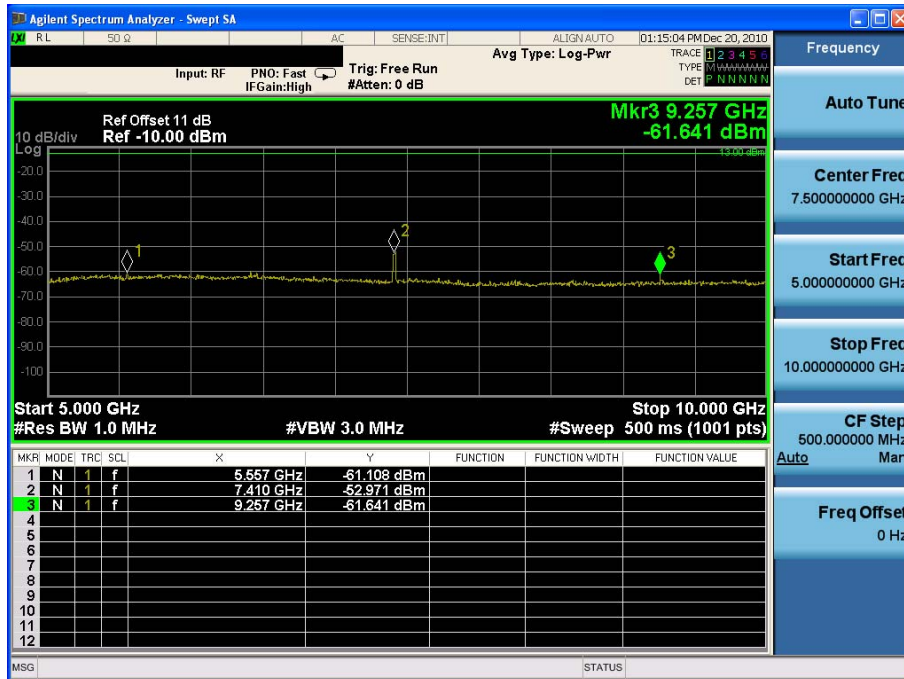 Agilent Spectrum Analyzer - Swept SA
LXI RL 50 Ω AC SENSE:INT ALIGNAUTO 01:15:04 PM Dec 20, 2010
Input: RF PNO: Fast Trig: Free Run Avg Type: Log-Pwr TRACE 1 2 3 4 5 6
IFGain:High #Atten: 0 dB TYPE M W W W W W
DET P N N N N N
Frequency
Auto Tune
Center Freq
7.500000000 GHz
Start Freq
5.000000000 GHz
Stop Freq
10.000000000 GHz
CF Step
500.000000 MHz
Auto Man
Freq Offset
0 Hz
Mkr3 9.257 GHz
-61.641 dBm
Ref Offset 11 dB
10 dB/div Ref -10.00 dBm
Log
-13.00 dBm
-20.0
-30.0
-40.0
-50.0
-60.0
-70.0
-80.0
-90.0
-100
1
2
3
Start 5.000 GHz Stop 10.000 GHz
#Res BW 1.0 MHz #VBW 3.0 MHz #Sweep 500 ms (1001 pts)
MKR MODE TRC SCL X Y FUNCTION FUNCTION WIDTH FUNCTION VALUE
1 N 1 f 5.557 GHz -61.108 dBm
2 N 1 f 7.410 GHz -52.971 dBm
3 N 1 f 9.257 GHz -61.641 dBm
4
5
6
7
8
9
10
11
12
MSG STATUS